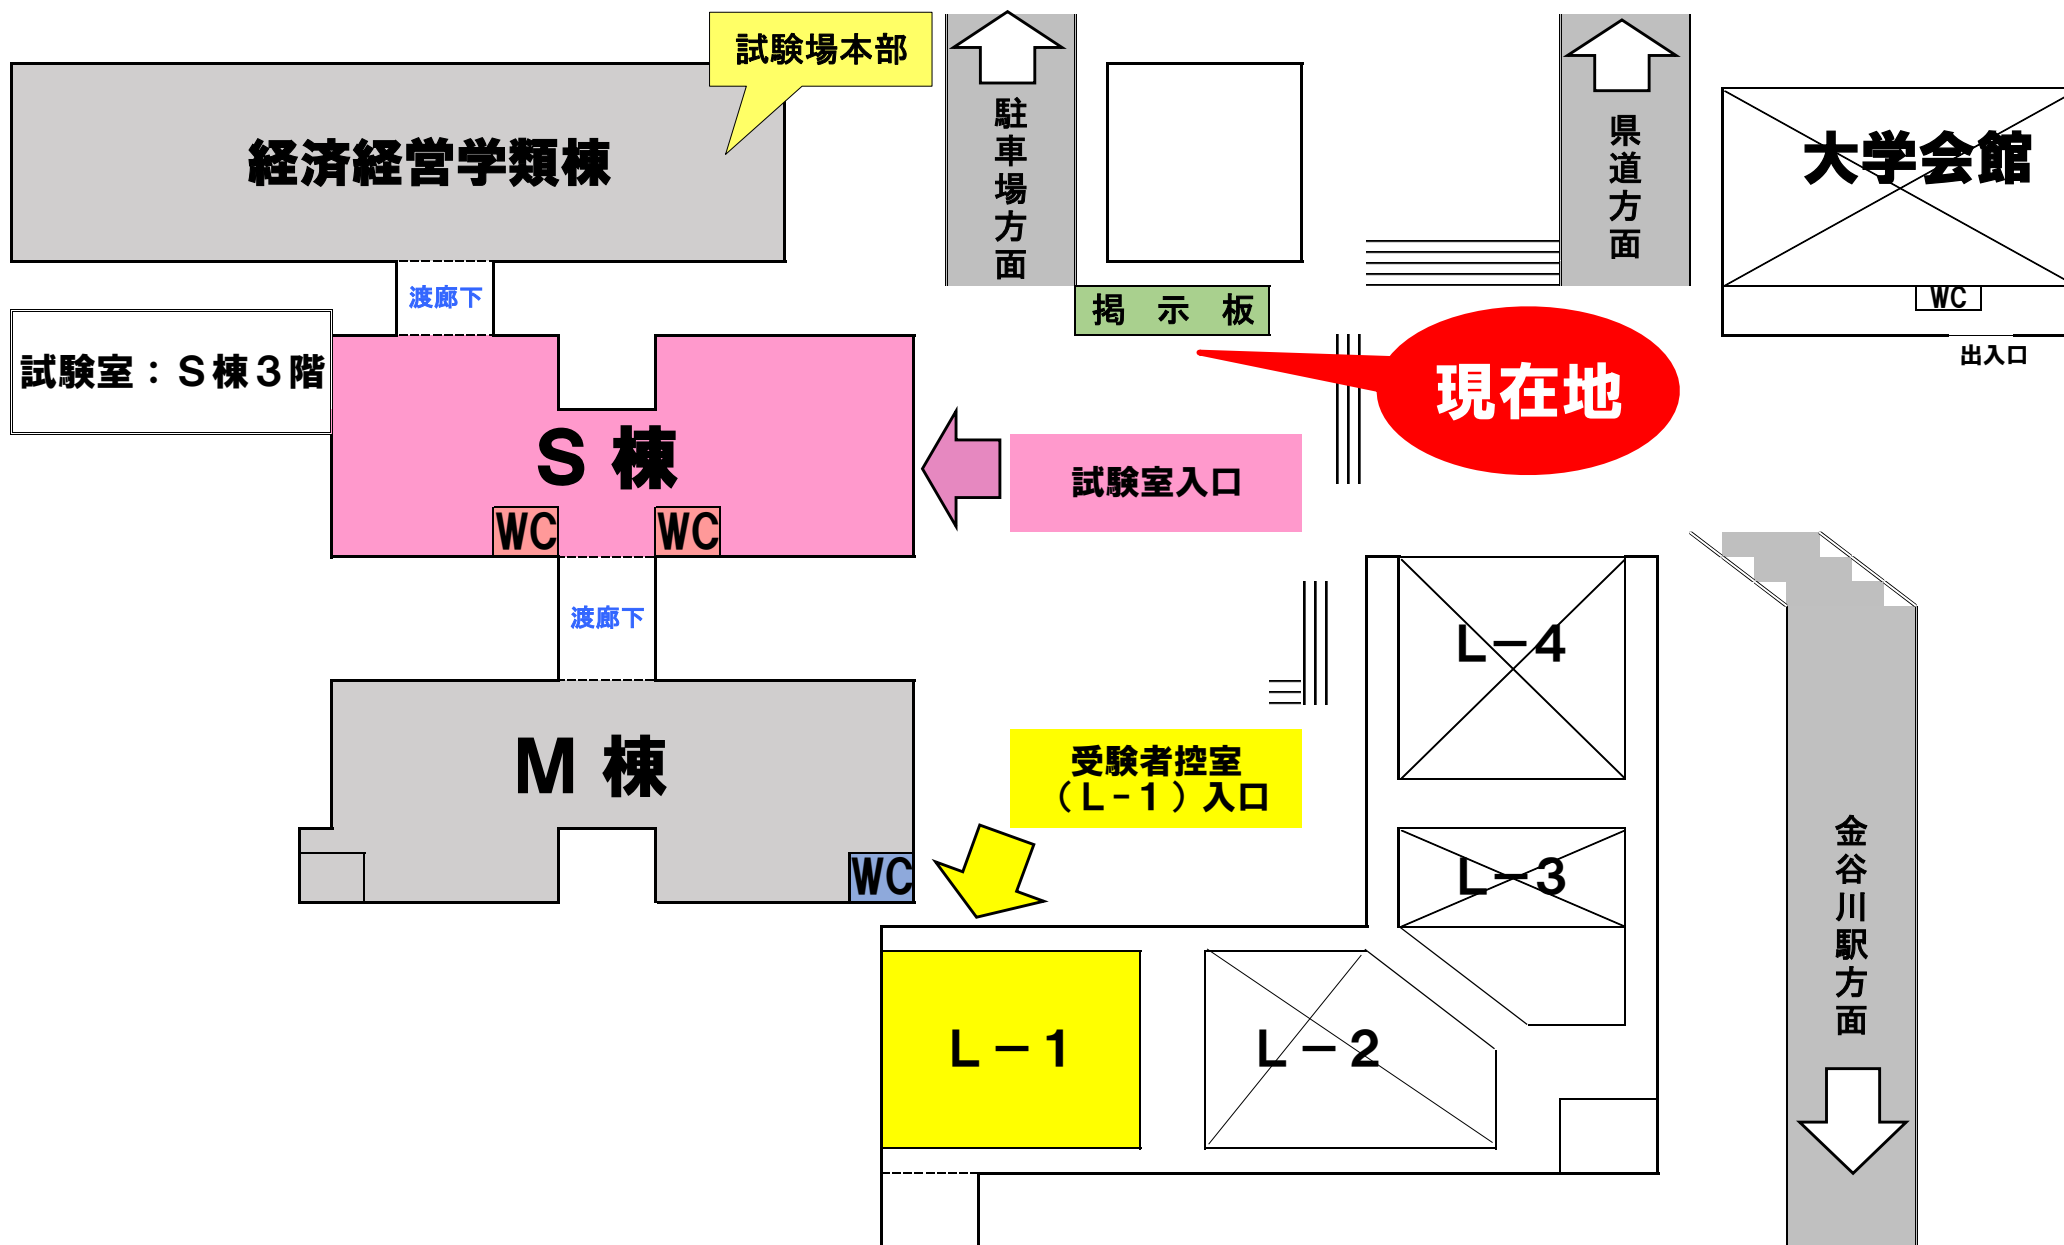 試験場本部
経済経営学類棟
駐車場方面
県道方面
大学会館
WC
出入口
渡廊下
掲 示 板
試験室：Ｓ棟３階
現在地
Ｓ 棟
試験室入口
WC
WC
渡廊下
Ｌ－４
Ｍ 棟
受験者控室
（Ｌ-１）入口
WC
Ｌ－３
金谷川駅方面
Ｌ－１
Ｌ－２